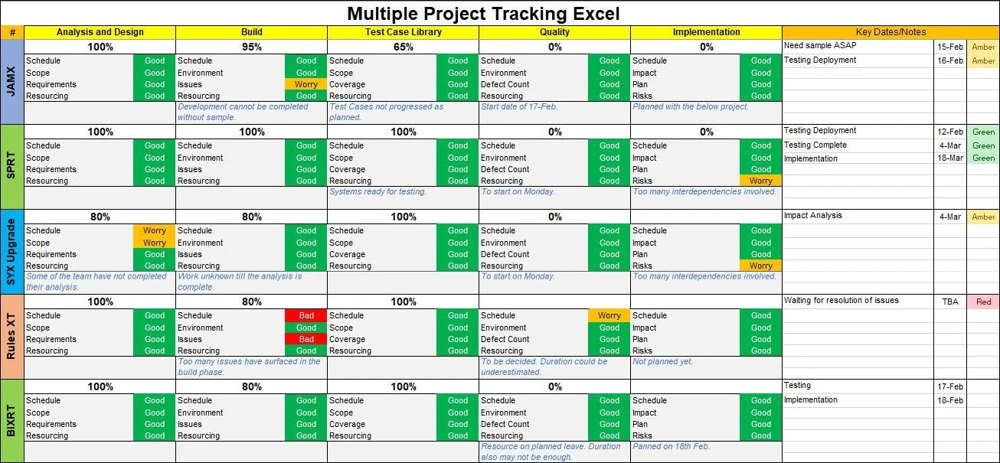 Multiple Project Tracking Excel
# Analysis and Design Build Test Case Library Quality Implementation Key Dates/Notes
JAMX
100% 95% 65% 0% 0% Need sample ASAP 15-Feb Amber
Schedule Good Schedule Good Schedule Good Schedule Good Schedule Good Testing Deployment 16-Feb Amber
Scope Good Environment Good Scope Good Environment Good Impact Good
Requirements Good Issues Worry Coverage Good Defect Count Good Plan Good
Resourcing Good Resourcing Good Resourcing Good Resourcing Good Risks Good
Development cannot be completed Test Cases not progressed as Start date of 17-Feb. Planned with the below project.
without sample. planned.
SPRT
100% 100% 100% 0% 0% Testing Deployment 12-Feb Green
Schedule Good Schedule Good Schedule Good Schedule Good Schedule Good Testing Complete 4-Mar Green
Scope Good Environment Good Scope Good Environment Good Impact Good Implementation 18-Mar Green
Requirements Good Issues Good Coverage Good Defect Count Good Plan Good
Resourcing Good Resourcing Good Resourcing Good Resourcing Good Risks Worry
Systems ready for testing. To start on Monday. Too many interdependencies involved.
SYX Upgrade
80% 80% 100% 0% Impact Analysis 4-Mar Amber
Schedule Worry Schedule Good Schedule Good Schedule Good Schedule Good
Scope Worry Environment Good Scope Good Environment Good Impact Good
Requirements Good Issues Good Coverage Good Defect Count Good Plan Good
Resourcing Good Resourcing Good Resourcing Good Resourcing Good Risks Worry
Some of the team have not completed Work unknown till the analysis is To start on Monday. Too many interdependencies involved.
their analysis. complete.
Rules XT
100% 80% 100% Waiting for resolution of issues TBA Red
Schedule Good Schedule Bad Schedule Good Schedule Worry Schedule Good
Scope Good Environment Good Scope Good Environment Good Impact Good
Requirements Good Issues Bad Coverage Good Defect Count Good Plan Good
Resourcing Good Resourcing Good Resourcing Good Resourcing Good Risks Good
Too many issues have surfaced in the To be decided. Duration could be Not planned yet.
build phase. underestimated.
BIXRT
100% 80% 100% 0% Testing 17-Feb
Schedule Good Schedule Good Schedule Good Schedule Good Schedule Good Implementation 18-Feb
Scope Good Environment Good Scope Good Environment Good Impact Good
Requirements Good Issues Good Coverage Good Defect Count Good Plan Good
Resourcing Good Resourcing Good Resourcing Good Resourcing Good Risks Good
Resource on planned leave. Duration Planned on 18th Feb.
also may not be enough.